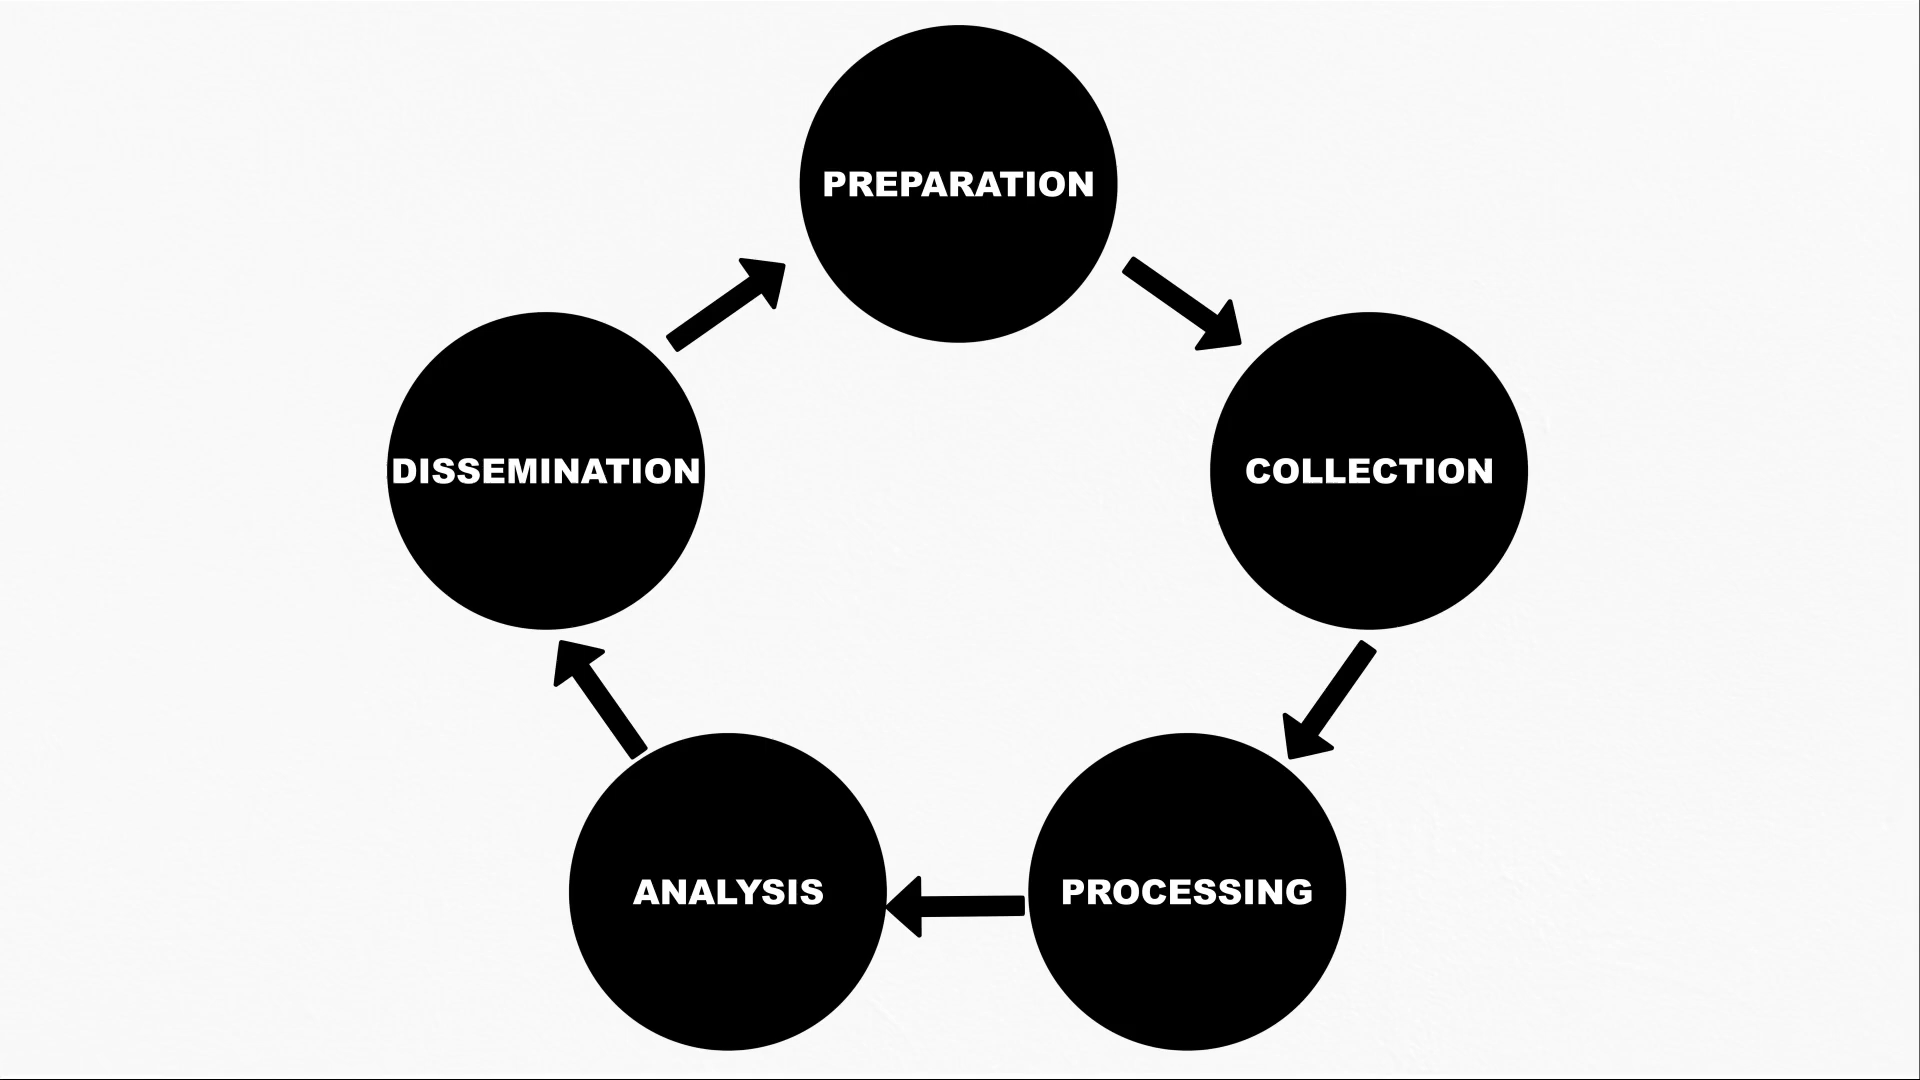 PREPARATION
COLLECTION
PROCESSING
ANALYSIS
DISSEMINATION